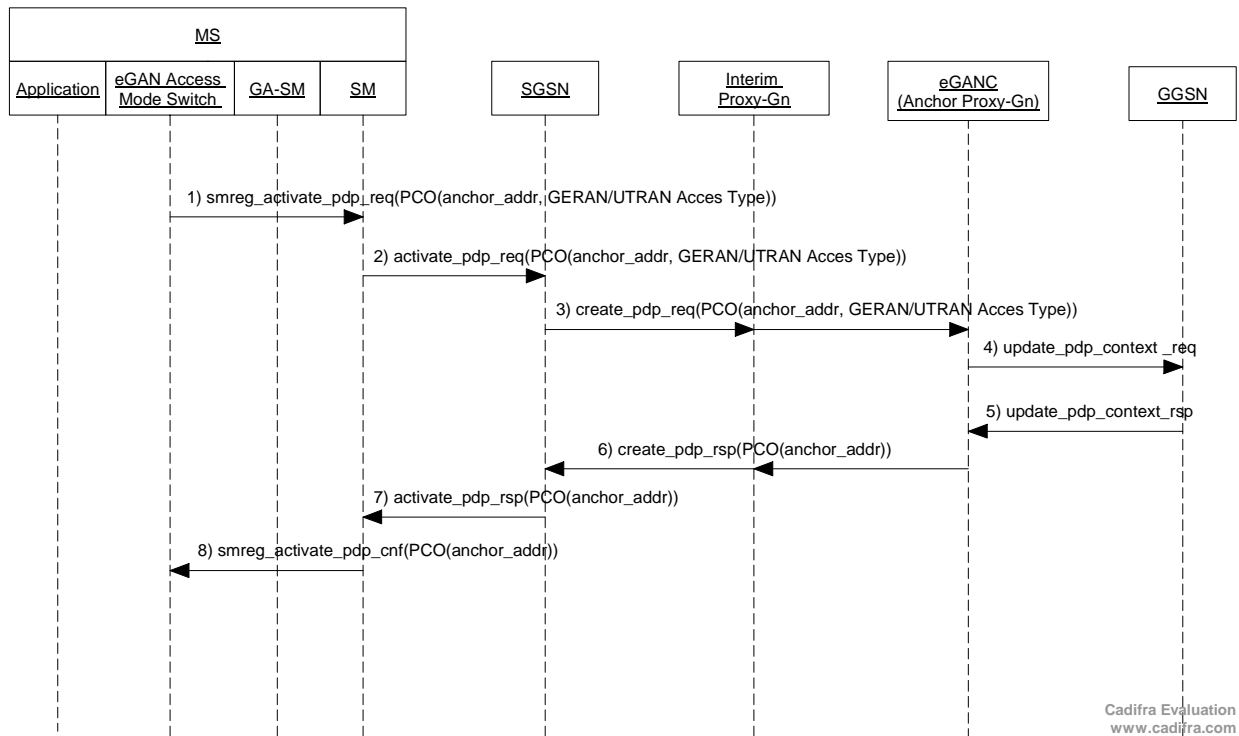 MS
Application
eGAN Access
Mode Switch
GA-SM
SM
SGSN
Interim
Proxy-Gn
eGANC
(Anchor Proxy-Gn)
GGSN
1) smreg_activate_pdp_req(PCO(anchor_addr, GERAN/UTRAN Acces Type))
2) activate_pdp_req(PCO(anchor_addr, GERAN/UTRAN Acces Type))
3) create_pdp_req(PCO(anchor_addr, GERAN/UTRAN Acces Type))
4) update_pdp_context _req
5) update_pdp_context_rsp
6) create_pdp_rsp(PCO(anchor_addr))
7) activate_pdp_rsp(PCO(anchor_addr))
8) smreg_activate_pdp_cnf(PCO(anchor_addr))
Cadifra Evaluation
www.cadifra.com